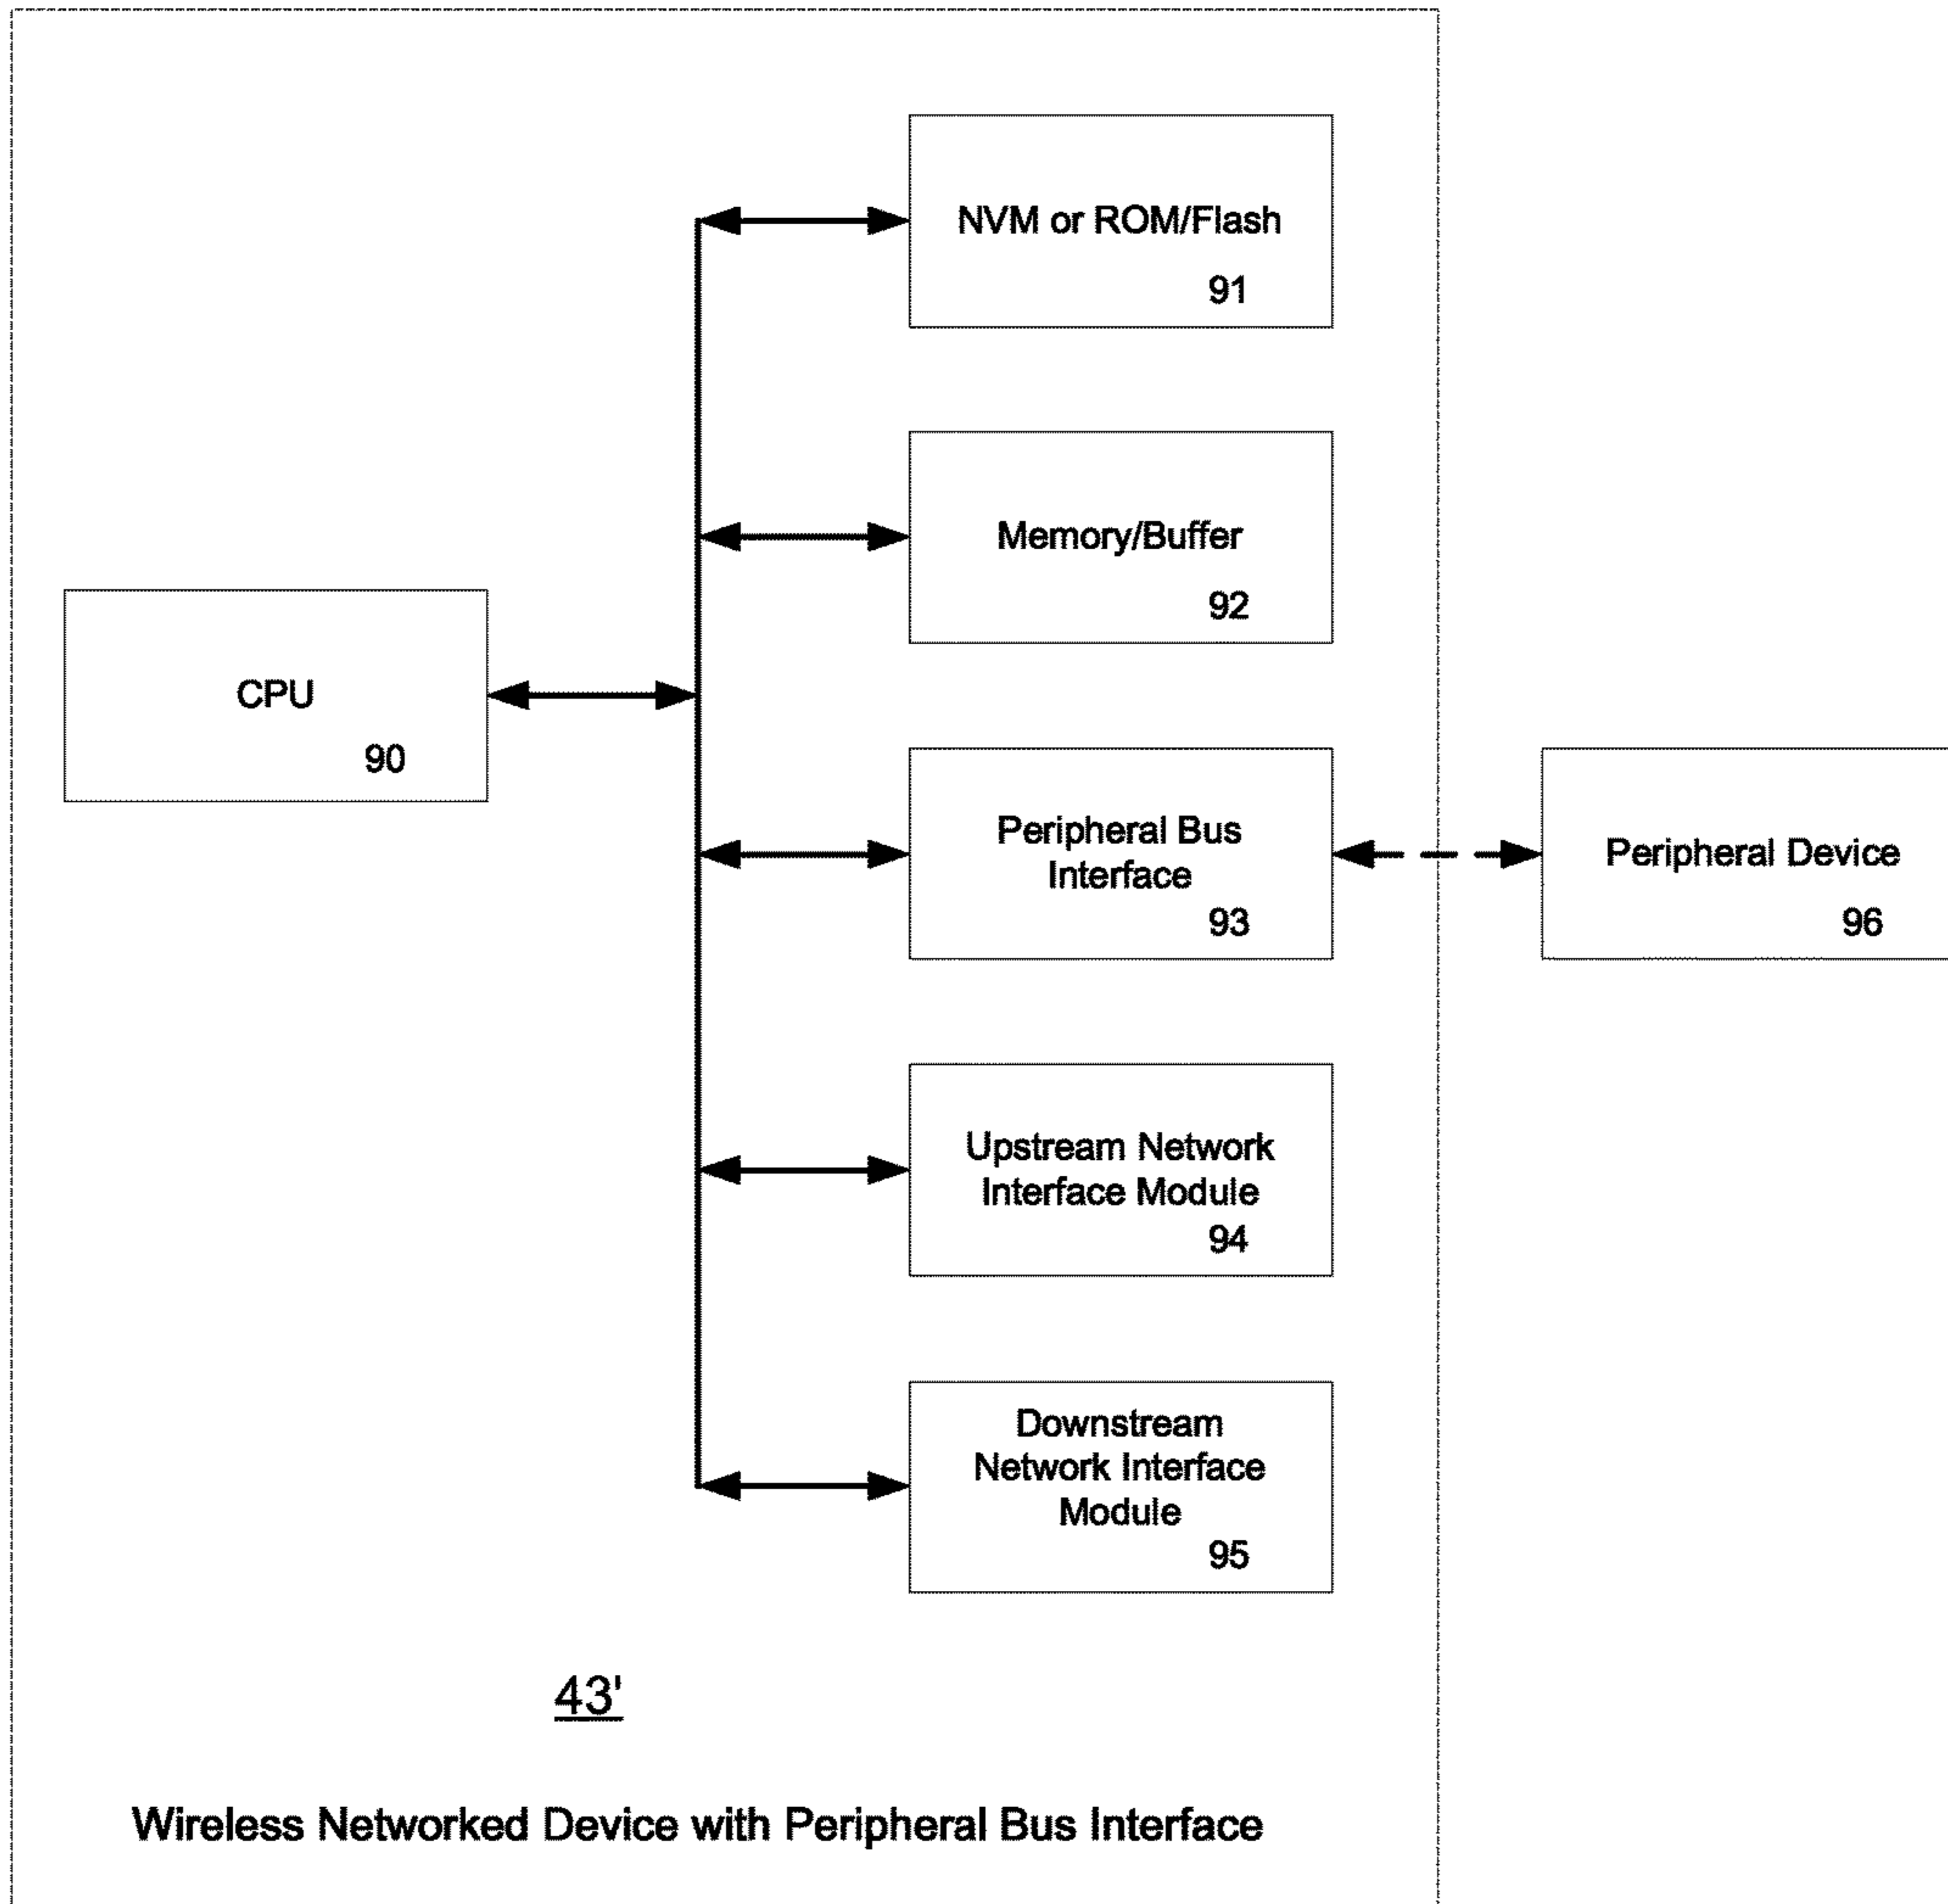 NVM or ROM/Flash
91
Memory/Buffer
92
CPU
90
Peripheral Bus
Interface
93
Peripheral Device
96
Upstream Network
Interface Module
94
Downstream
Network Interface
Module
95
43'
Wireless Networked Device with Peripheral Bus Interface